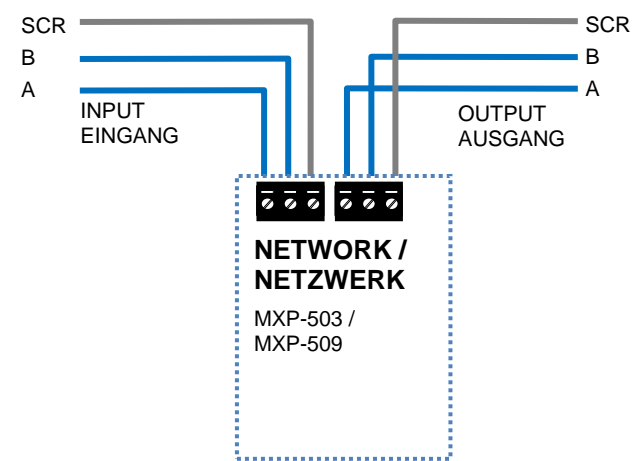 SCR
B
A
INPUT
EINGANG
SCR
B
A
OUTPUT
AUSGANG
NETWORK /
NETZWERK
MXP-503 /
MXP-509